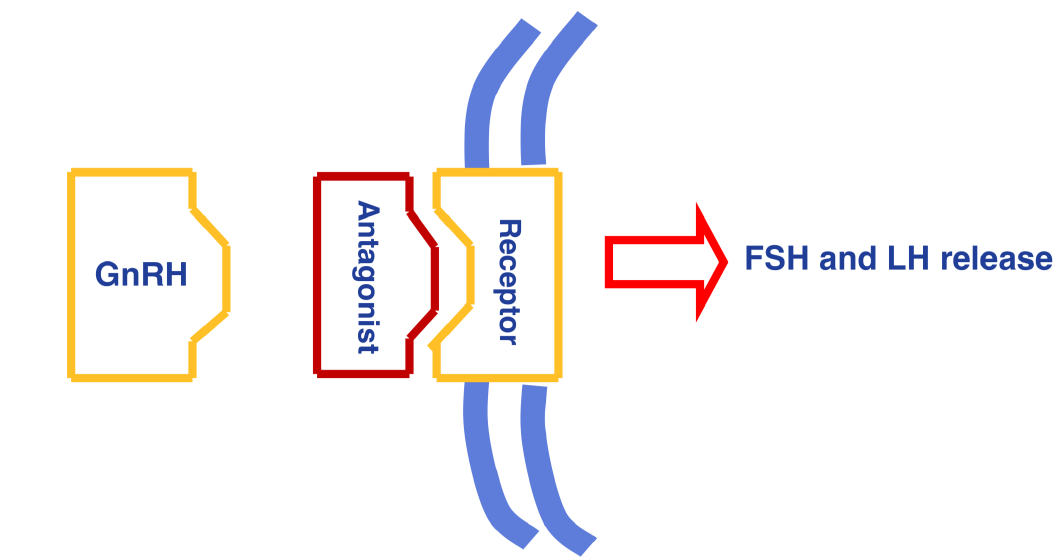 GnRH
Antagonist
Receptor
FSH and LH release